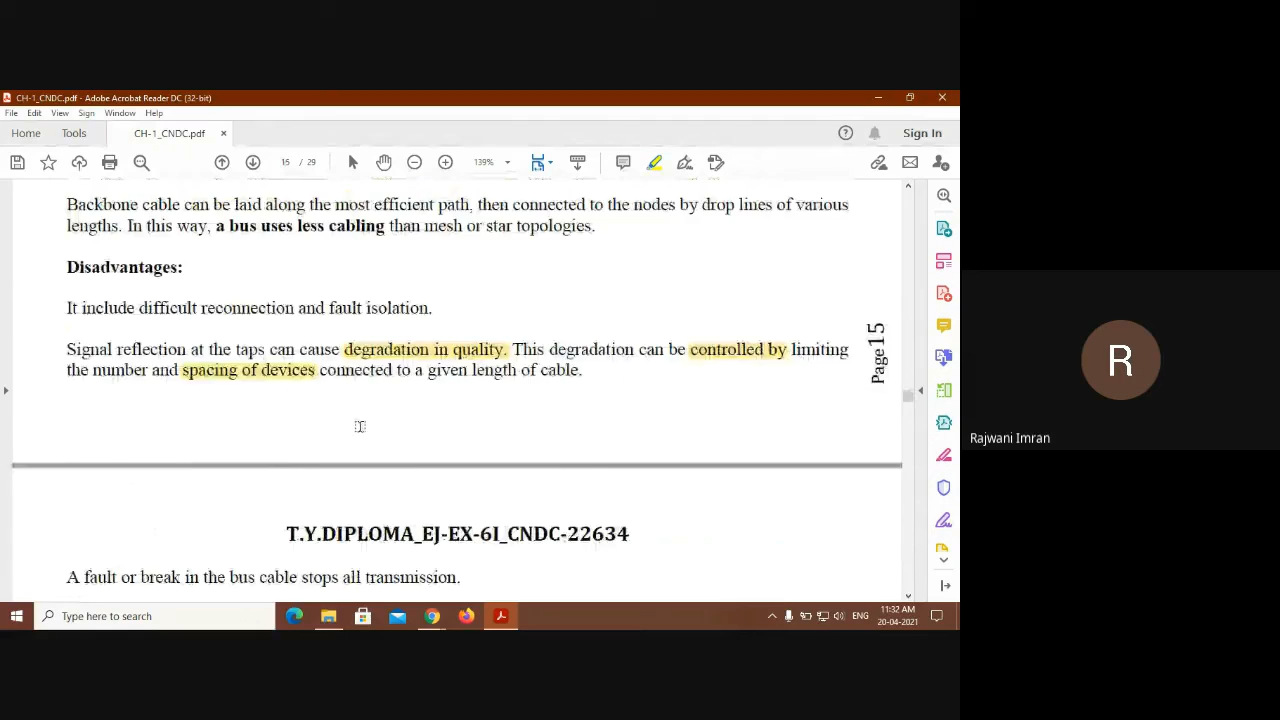 CH-1_CNDC.pdf - Adobe Acrobat Reader DC (32-bit)
File Edit View Sign Window Help
Home Tools CH-1_CNDC.pdf × Sign In
15 / 29 139%
Backbone cable can be laid along the most efficient path, then connected to the nodes by drop lines of various
lengths. In this way, a bus uses less cabling than mesh or star topologies.
Disadvantages:
It include difficult reconnection and fault isolation.
Signal reflection at the taps can cause degradation in quality. This degradation can be controlled by limiting
the number and spacing of devices connected to a given length of cable.
Page15
T.Y.DIPLOMA_EJ-EX-6I_CNDC-22634
A fault or break in the bus cable stops all transmission.
Type here to search
ENG
11:32 AM
20-04-2021
R
Rajwani Imran